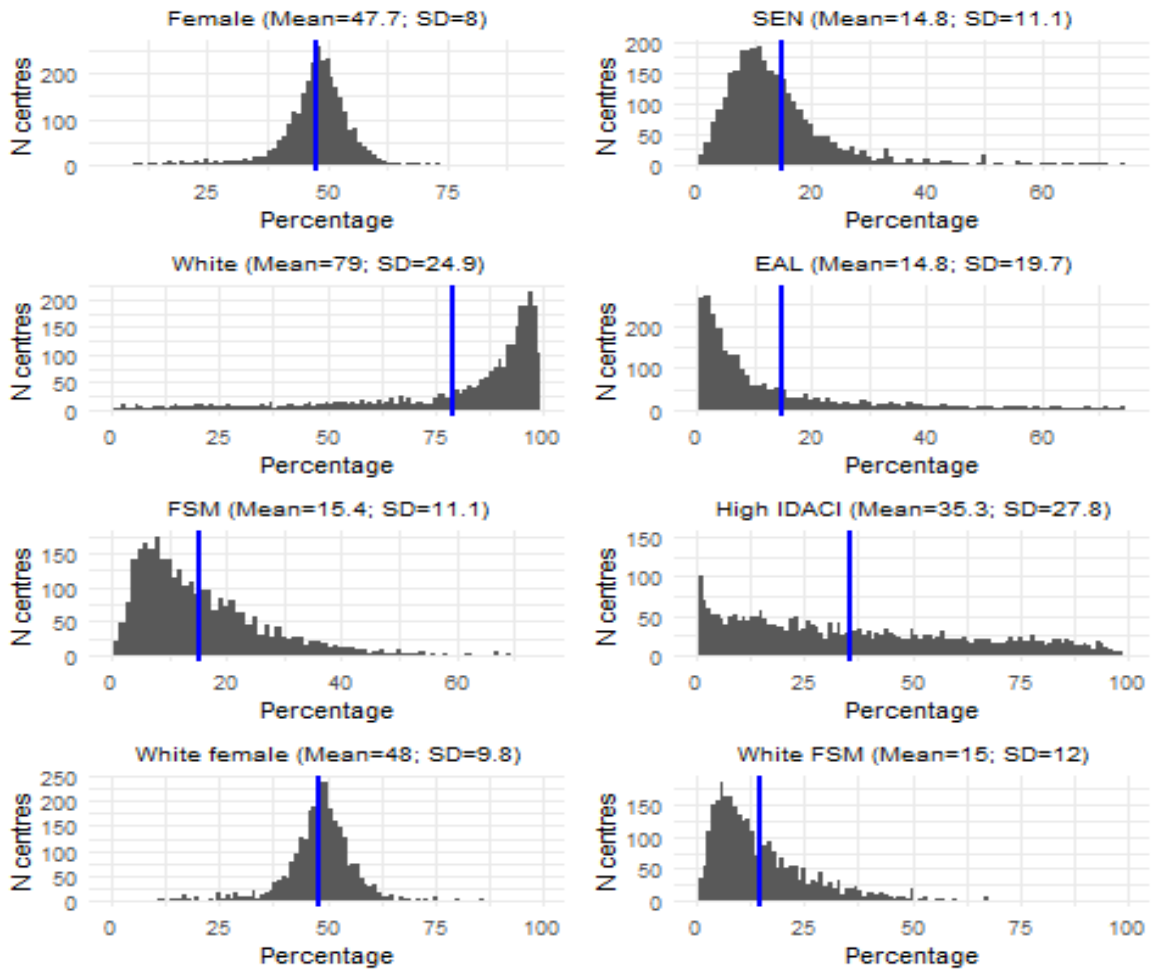 Female (Mean=47.7; SD=8)
N centres
200
100
0
25 50 75
Percentage
SEN (Mean=14.8; SD=11.1)
N centres
200
150
100
50
0
0 20 40 60
Percentage
White (Mean=79; SD=24.9)
N centres
200
150
100
50
0
0 25 50 75 100
Percentage
EAL (Mean=14.8; SD=19.7)
N centres
200
100
0
0 20 40 60
Percentage
FSM (Mean=15.4; SD=11.1)
N centres
150
100
50
0
0 20 40 60
Percentage
High IDACI (Mean=35.3; SD=27.8)
N centres
150
100
50
0
0 25 50 75 100
Percentage
White female (Mean=48; SD=9.8)
N centres
250
200
150
100
50
0
0 25 50 75 100
Percentage
White FSM (Mean=15; SD=12)
N centres
150
100
50
0
0 25 50 75 100
Percentage